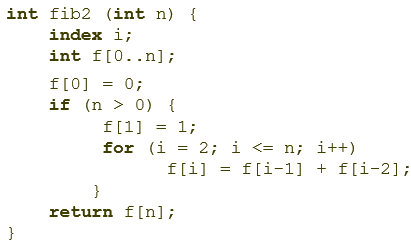 int fib2 (int n) {
index i;
int f[0..n];
f[0] = 0;
if (n > 0) {
f[1] = 1;
for (i = 2; i <= n; i++)
f[i] = f[i-1] + f[i-2];
}
return f[n];
}